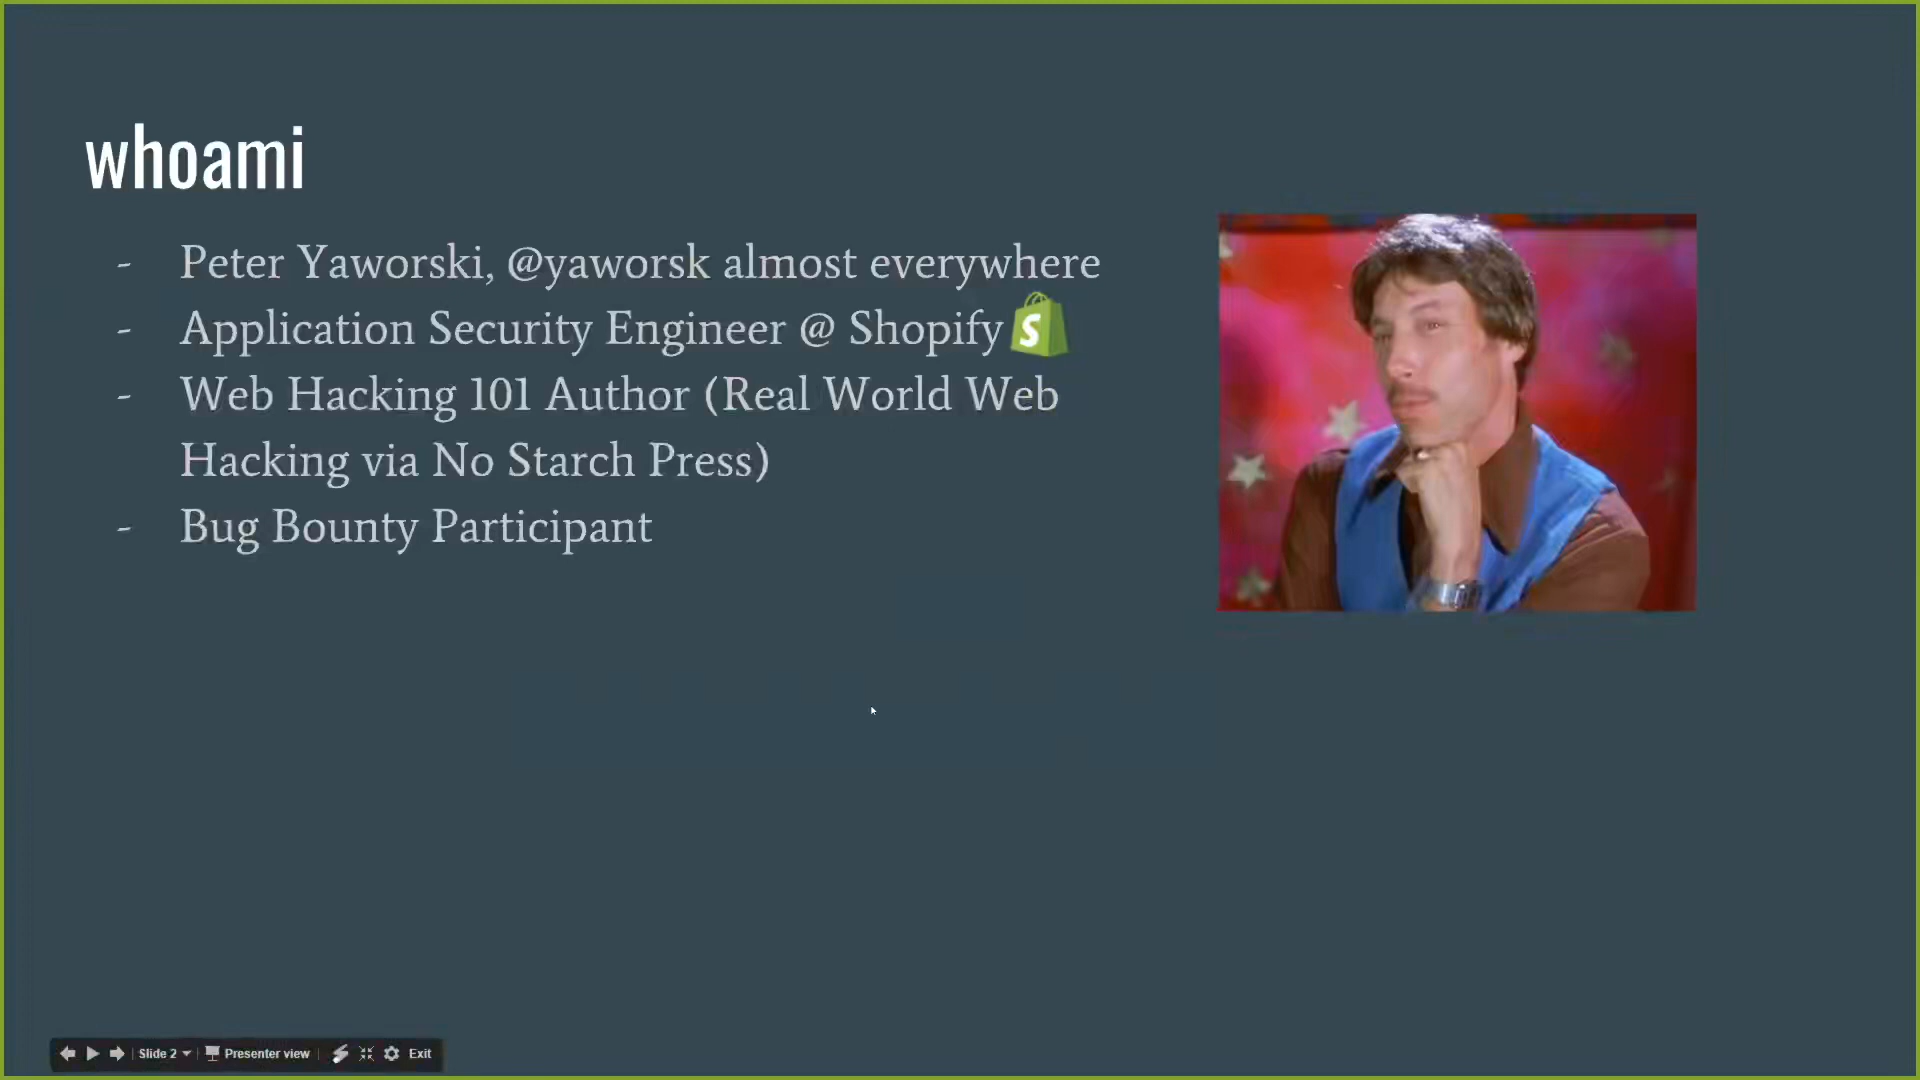 whoami
- Peter Yaworski, @yaworsk almost everywhere
- Application Security Engineer @ Shopify
- Web Hacking 101 Author (Real World Web
Hacking via No Starch Press)
- Bug Bounty Participant
Slide 2 Presenter view Exit